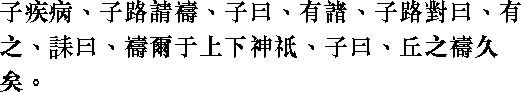 子疾病、子路請禱、子曰、有諸、子路對曰、有
之、誄曰、禱爾于上下神祇、子曰、丘之禱久
矣。